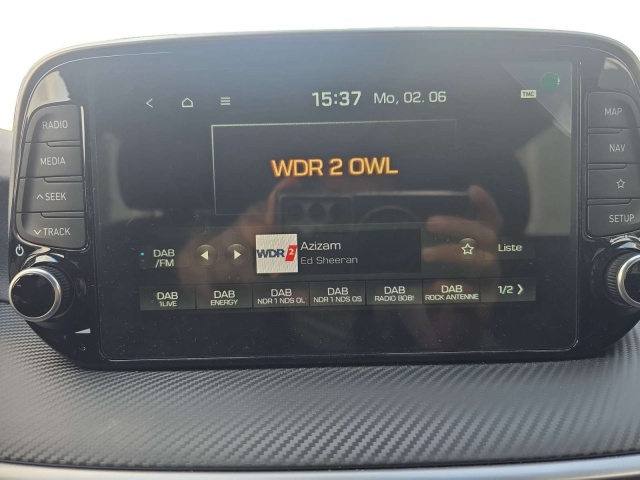 15:37 Mo, 02. 06
TMC
RADIO
MEDIA
SEEK
TRACK
MAP
NAV
SETUP
WDR 2 OWL
DAB
/FM
WDR 2
Azizam
Ed Sheeran
Liste
DAB
1LIVE
DAB
ENERGY
DAB
NDR 1 NDS OL
DAB
NDR 1 NDS OS
DAB
RADIO BOB!
DAB
ROCK ANTENNE
1/2